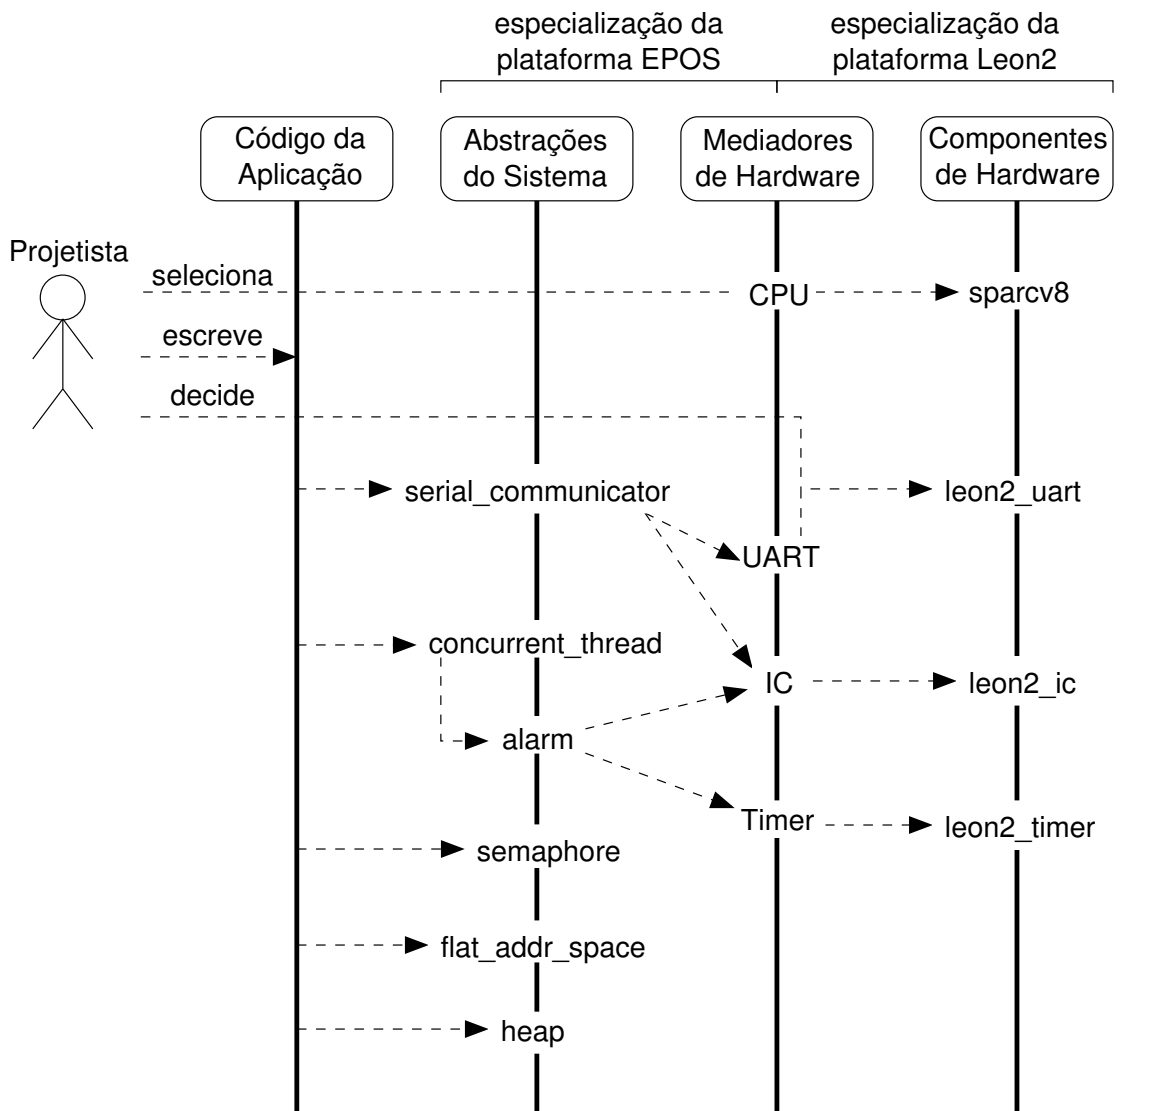 especialização da
plataforma EPOS
especialização da
plataforma Leon2
Código da
Aplicação
Abstrações
do Sistema
Mediadores
de Hardware
Componentes
de Hardware
Projetista
seleciona
CPU
sparcv8
escreve
decide
serial_communicator
leon2_uart
UART
concurrent_thread
IC
leon2_ic
alarm
Timer
leon2_timer
semaphore
flat_addr_space
heap